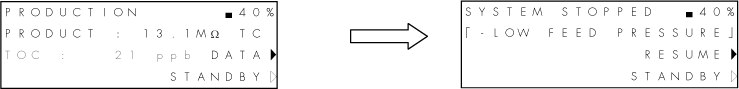 PRODUCTION 40%
PRODUCT : 13.1MΩ TC
TOC : 21 ppb DATA
STANDBY
SYSTEM STOPPED 40%
「-LOW FEED PRESSURE」
RESUME
STANDBY